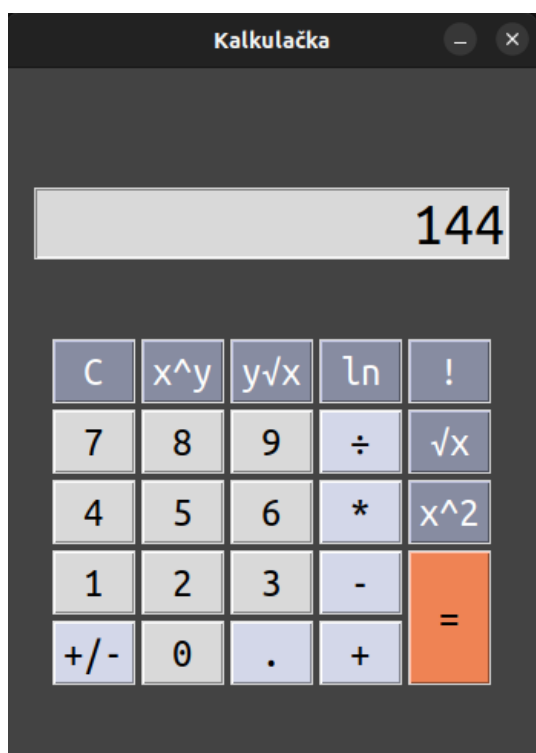 Kalkulačka
144
C x^y y√x ln !
7 8 9 ÷ √x
4 5 6 * x^2
1 2 3 -
=
+/- 0 . +